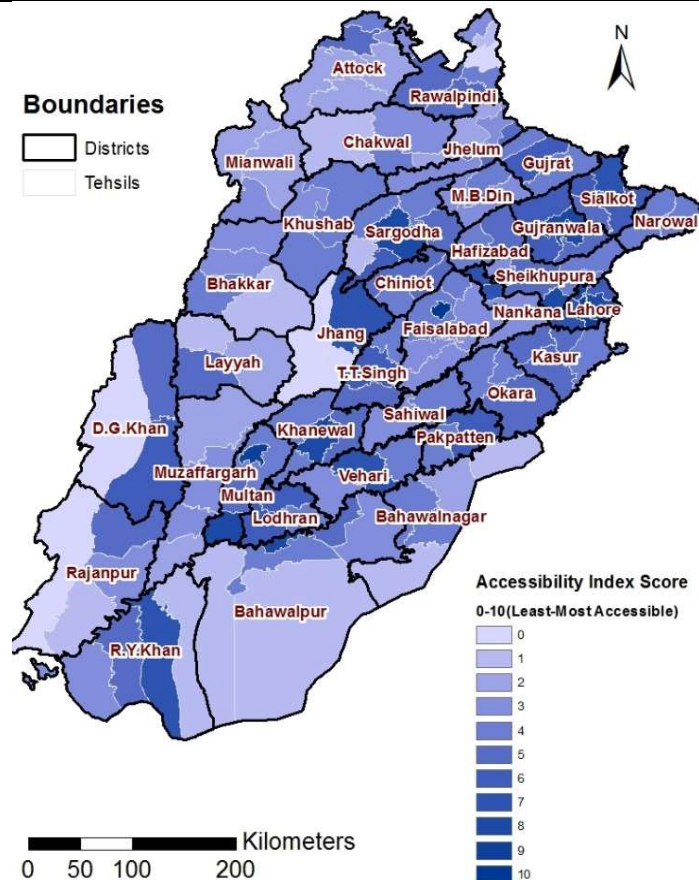 N
Boundaries
Districts
Tehsils
Attock
Rawalpindi
Chakwal
Jhelum
Mianwali
Gujrat
M.B.Din
Sialkot
Khushab
Sargodha
Gujranwala
Narowal
Hafizabad
Sheikhupura
Bhakkar
Chiniot
Nankana
Lahore
Jhang
Faisalabad
Layyah
T.T.Singh
Kasur
Okara
D.G.Khan
Sahiwal
Khanewal
Pakpatten
Muzaffargarh
Vehari
Multan
Lodhran
Bahawalnagar
Rajanpur
Bahawalpur
R.Y.Khan
Accessibility Index Score
0-10(Least-Most Accessible)
0
1
2
3
4
5
6
7
8
9
10
Kilometers
0 50 100 200